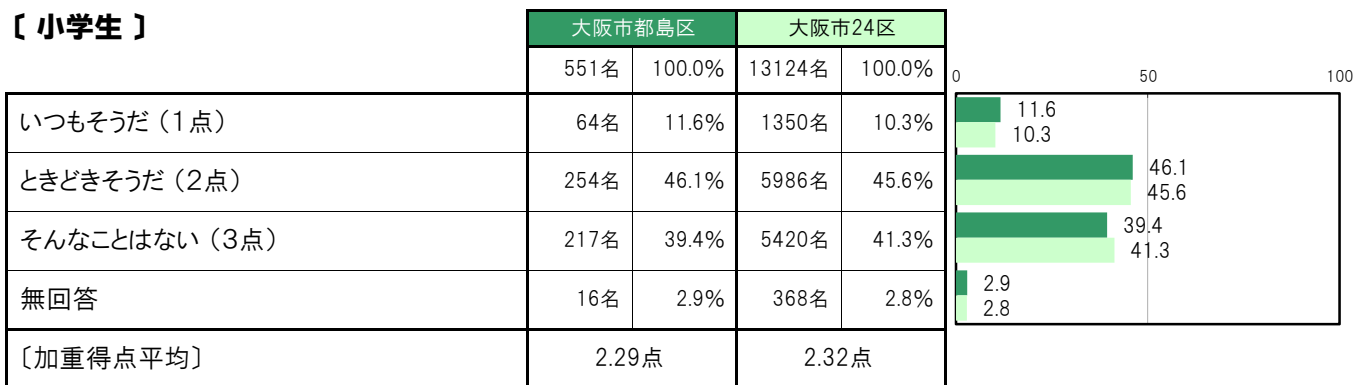 〔 小学生 〕
大阪市都島区 大阪市24区
551名 100.0% 13124名 100.0%
0 50 100
いつもそうだ （１点） 64名 11.6% 1350名 10.3%
11.6
10.3
ときどきそうだ （２点） 254名 46.1% 5986名 45.6%
46.1
45.6
そんなことはない （３点） 217名 39.4% 5420名 41.3%
39.4
41.3
無回答 16名 2.9% 368名 2.8%
2.9
2.8
〔加重得点平均〕 2.29点 2.32点